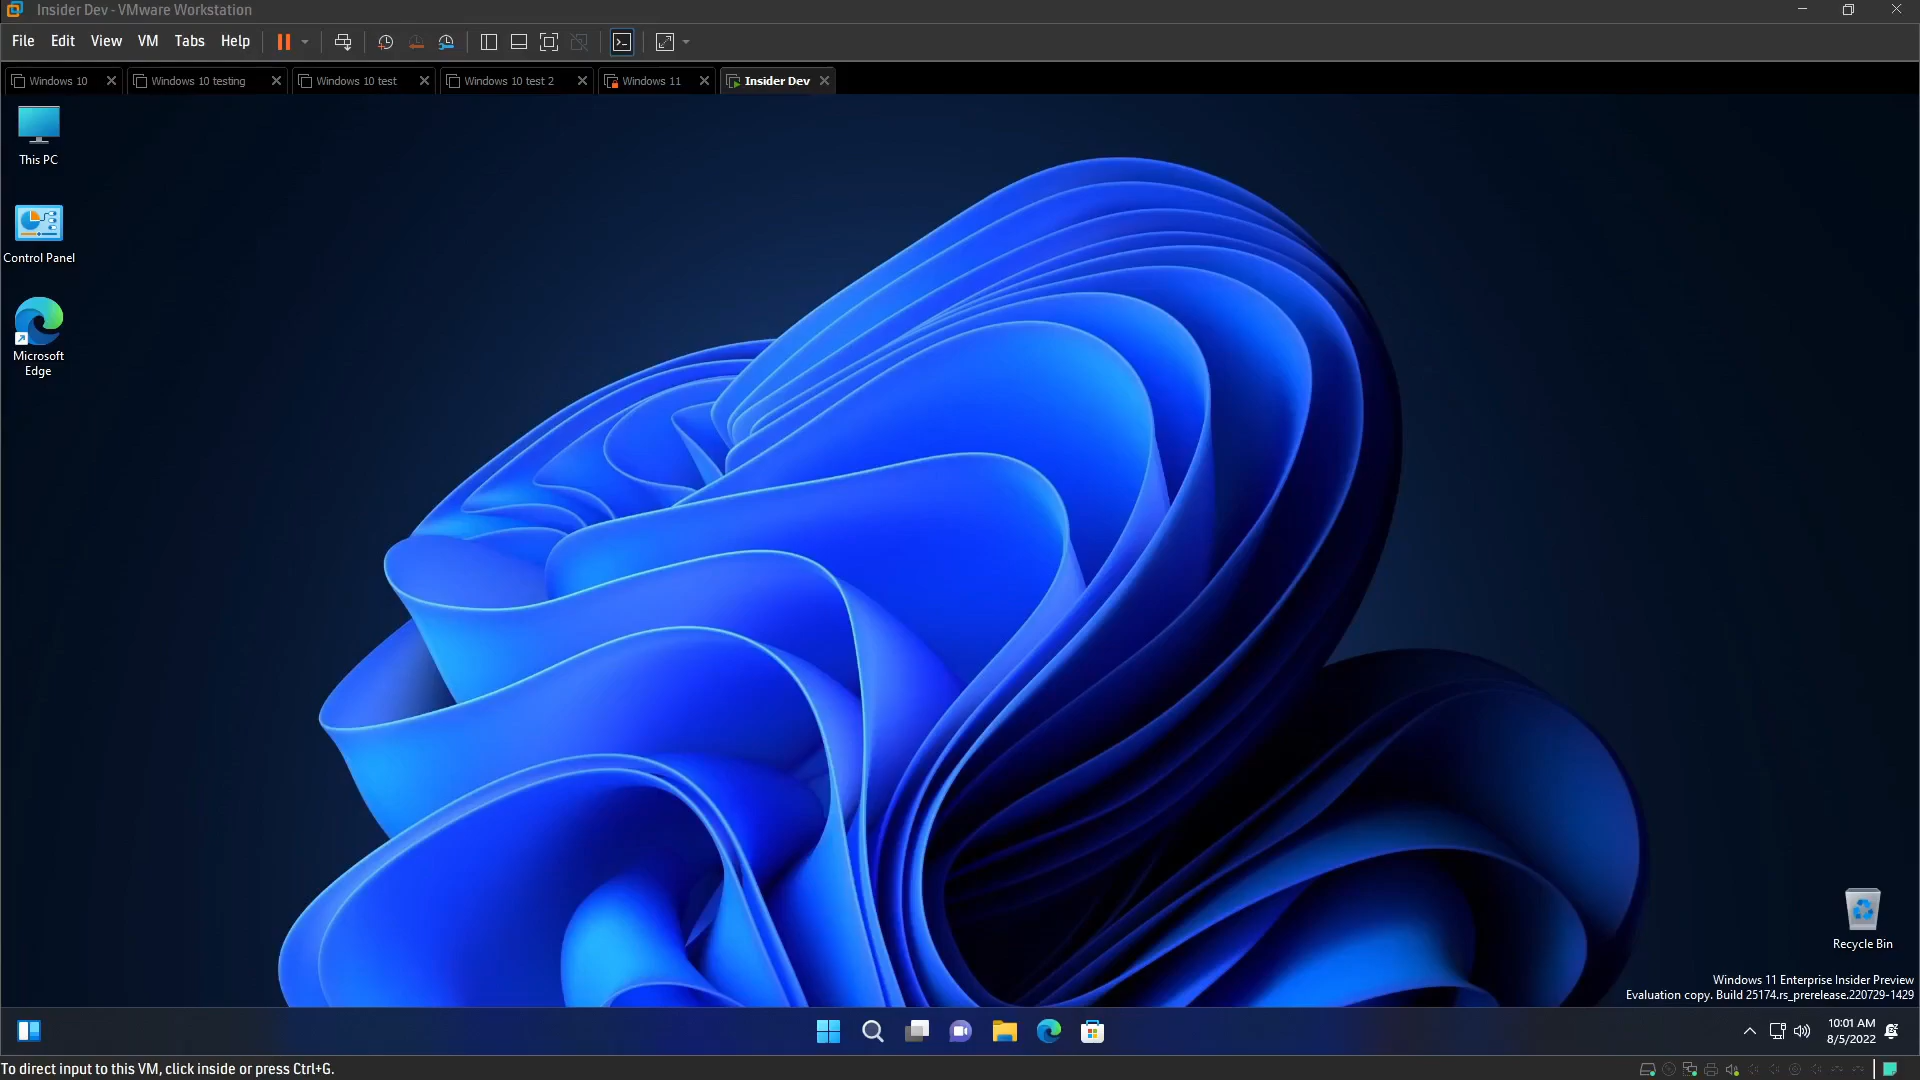 Insider Dev - VMware Workstation
File Edit View VM Tabs Help
Windows 10 Windows 10 testing Windows 10 test Windows 10 test 2 Windows 11 Insider Dev
This PC
Control Panel
Microsoft
Edge
Recycle Bin
Windows 11 Enterprise Insider Preview
Evaluation copy. Build 25174.rs_prerelease.220729-1429
10:01 AM
8/5/2022
To direct input to this VM, click inside or press Ctrl+G.